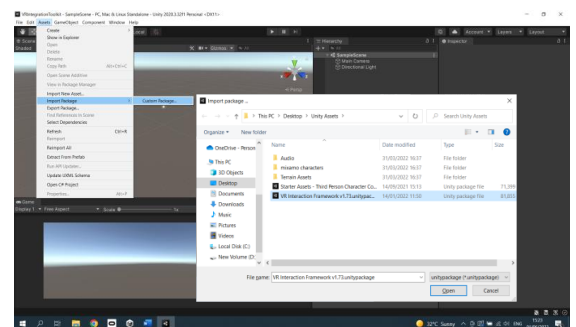 VRIntegrationToolkit - SampleScene - PC, Mac & Linux Standalone - Unity 2020.3.32f1 Personal <DX11>
File Edit Assets GameObject Component Window Help
Account Layers Layout
Create
Show in Explorer
Open
Delete
Rename
Copy Path Alt+Ctrl+C
Open Scene Additive
View in Package Manager
Import New Asset...
Import Package
Custom Package...
Export Package...
Find References In Scene
Select Dependencies
Refresh Ctrl+R
Reimport
Reimport All
Extract From Prefab
Run API Updater...
Update UXML Schema
Open C# Project
Properties...
Shaded
Gizmos
Persp
Hierarchy
SampleScene
Main Camera
Directional Light
Inspector
Game
Display 1 Free Aspect Scale 1x
Import package ...
This PC > Desktop > Unity Assets >
Search Unity Assets
Organize New folder
OneDrive - Person
This PC
3D Objects
Desktop
Documents
Downloads
Music
Pictures
Videos
Local Disk (C:)
New Volume (D:
Name Date modified Type Size
Audio 31/03/2022 16:37 File folder
mixamo characters 31/03/2022 16:37 File folder
Terrain Assets 31/03/2022 16:37 File folder
Starter Assets - Third Person Character Co... 14/09/2021 13:13 Unity package file
VR Interaction Framework v1.73.unitypac... 14/01/2022 11:50 Unity package file
File name: VR Interaction Framework v1.73.unitypackage
unitypackage (*.unitypackage)
Open Cancel
32°C Sunny
ENG
15:23